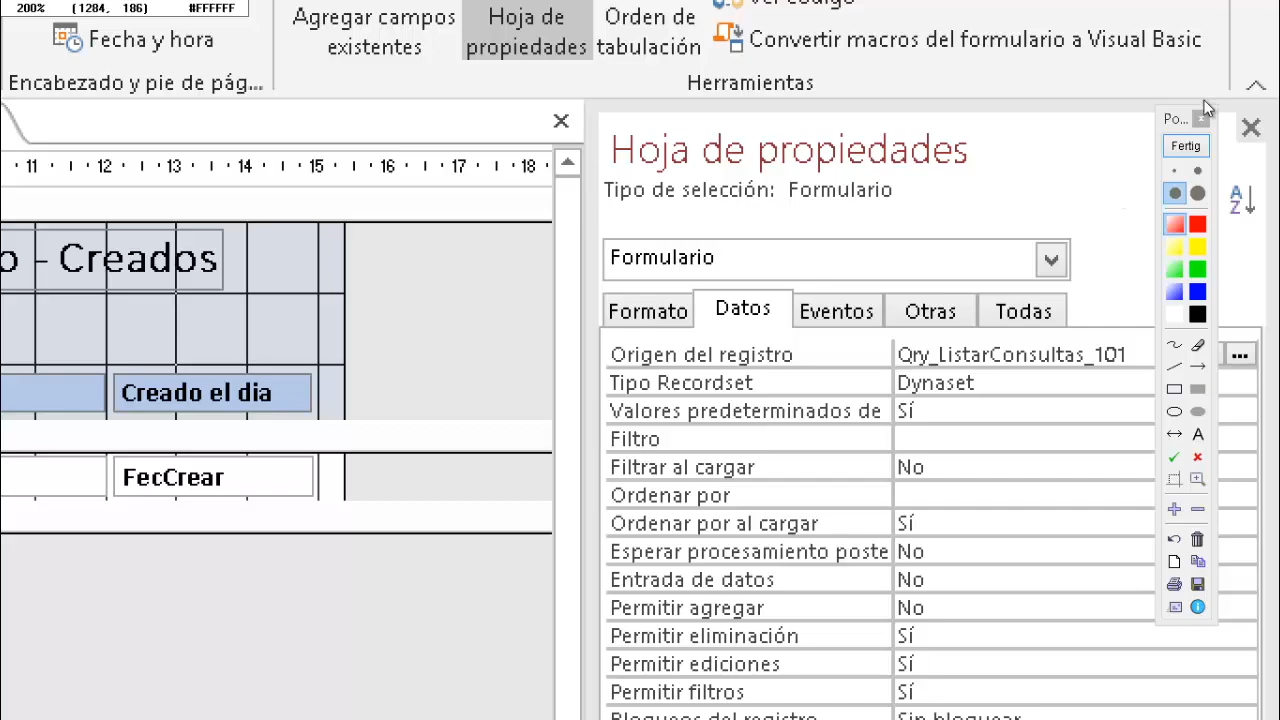 200% (1284, 186) #FFFFFF
Fecha y hora
Encabezado y pie de pág...
Agregar campos existentes
Hoja de propiedades
Orden de tabulación
Ver código
Convertir macros del formulario a Visual Basic
Herramientas
11 12 13 14 15 16 17 18
o - Creados
Creado el dia
FecCrear
Hoja de propiedades
Tipo de selección: Formulario
Formulario
Formato Datos Eventos Otras Todas
Origen del registro Qry_ListarConsultas_101
Tipo Recordset Dynaset
Valores predeterminados de Sí
Filtro
Filtrar al cargar No
Ordenar por
Ordenar por al cargar Sí
Esperar procesamiento poste No
Entrada de datos No
Permitir agregar No
Permitir eliminación Sí
Permitir ediciones Sí
Permitir filtros Sí
Bloqueos del registro Sin bloquear
Po...
Fertig
A
A
Z